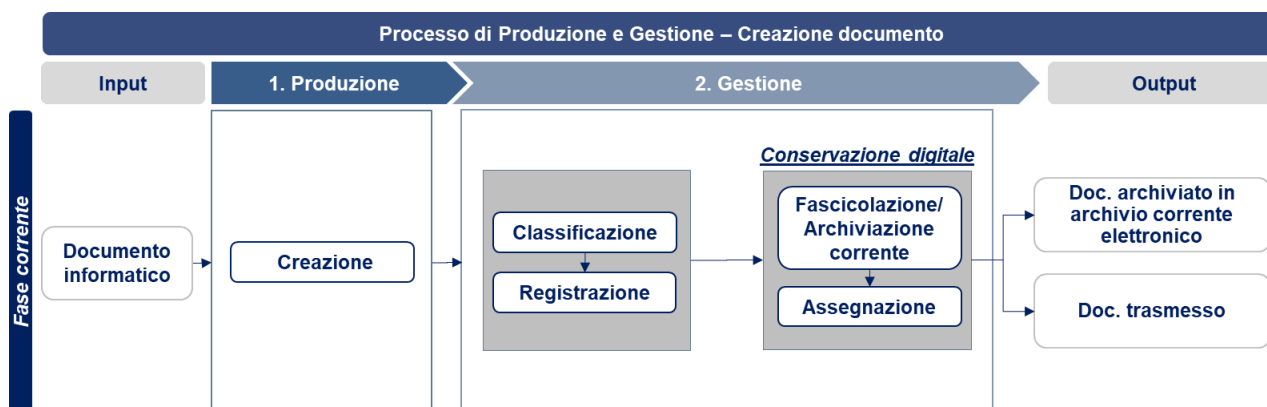 Processo di Produzione e Gestione – Creazione documento
Input
1. Produzione
2. Gestione
Output
Fase corrente
Documento
informatico
Creazione
Classificazione
Registrazione
Conservazione digitale
Fascicolazione/
Archiviazione
corrente
Assegnazione
Doc. archiviato in
archivio corrente
elettronico
Doc. trasmesso